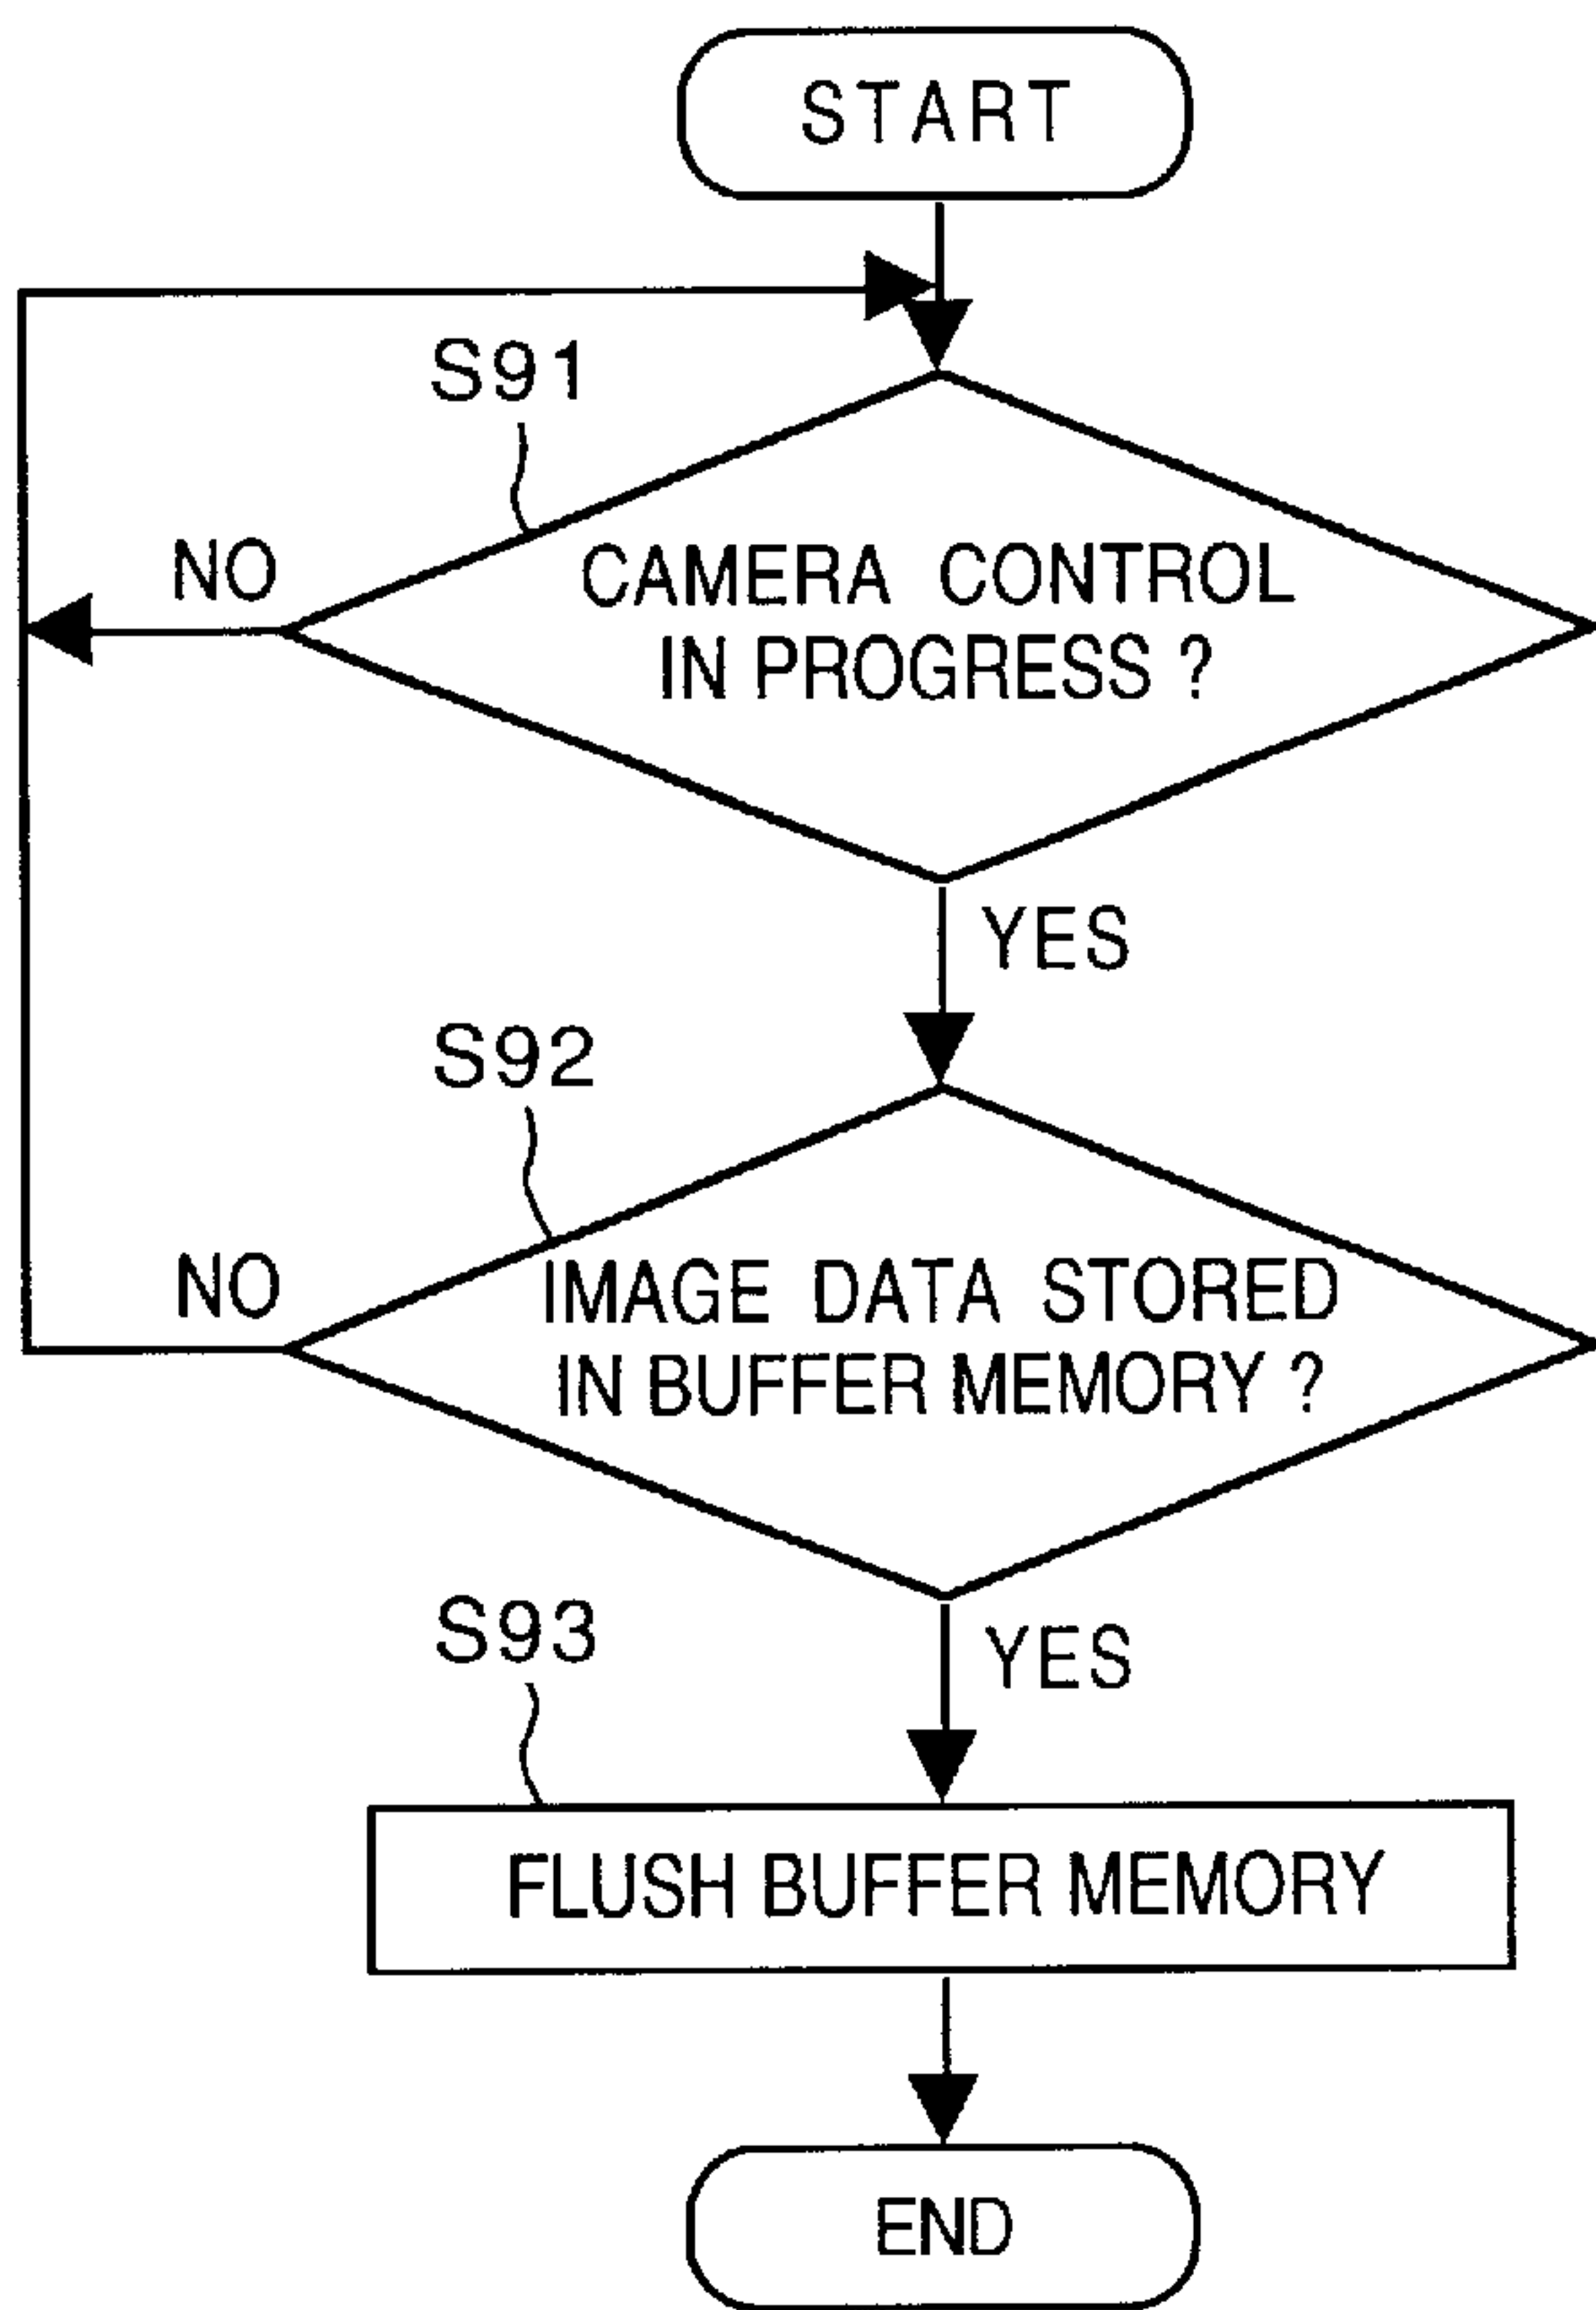 START
S91
NO
CAMERA CONTROL
IN PROGRESS ?
YES
S92
NO
IMAGE DATA STORED
IN BUFFER MEMORY ?
S93
YES
FLUSH BUFFER MEMORY
END